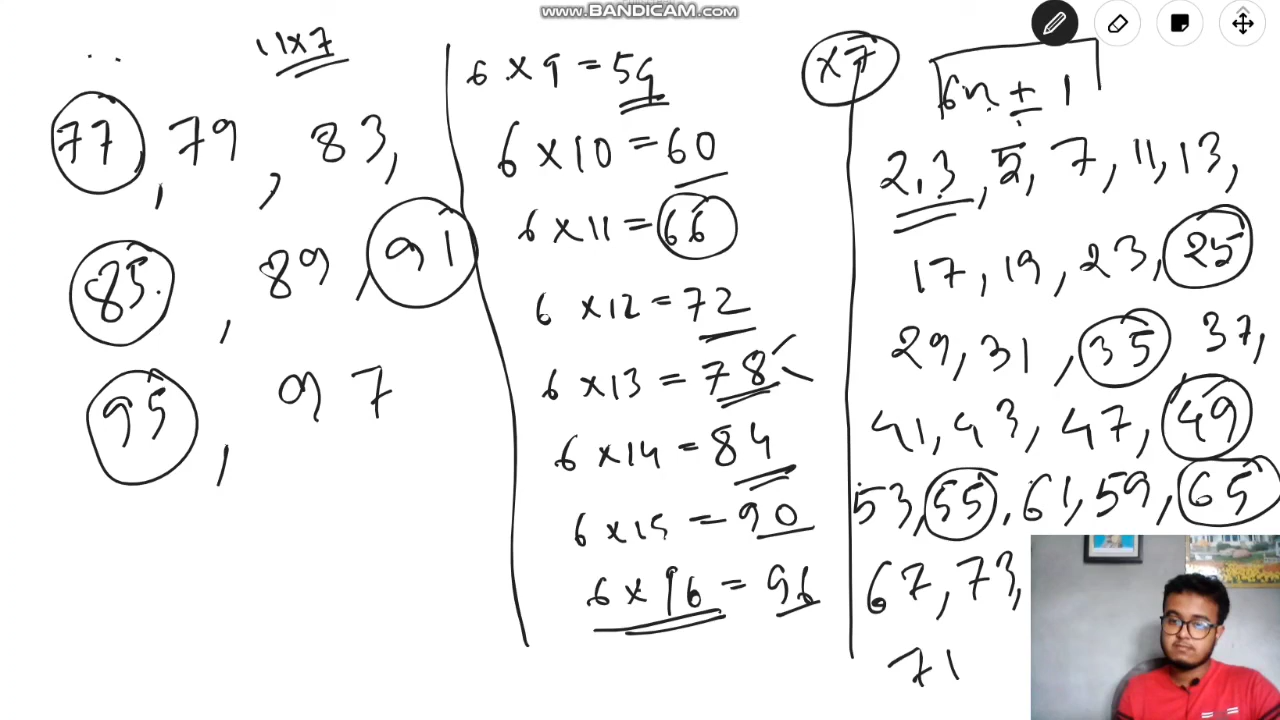 www.BANDICAM.com
11×7
77, 79, 83,
85, 89, 91
95, 97
6 × 9 = 54
6 × 10 = 60
6 × 11 = 66
6 × 12 = 72
6 × 13 = 78
6 × 14 = 84
6 × 15 = 90
6 × 16 = 96
×7
6n ± 1
2, 3, 5, 7, 11, 13,
17, 19, 23, 25
29, 31, 35 37,
41, 43, 47, 49
53, 55, 61, 59, 65
67, 73,
71